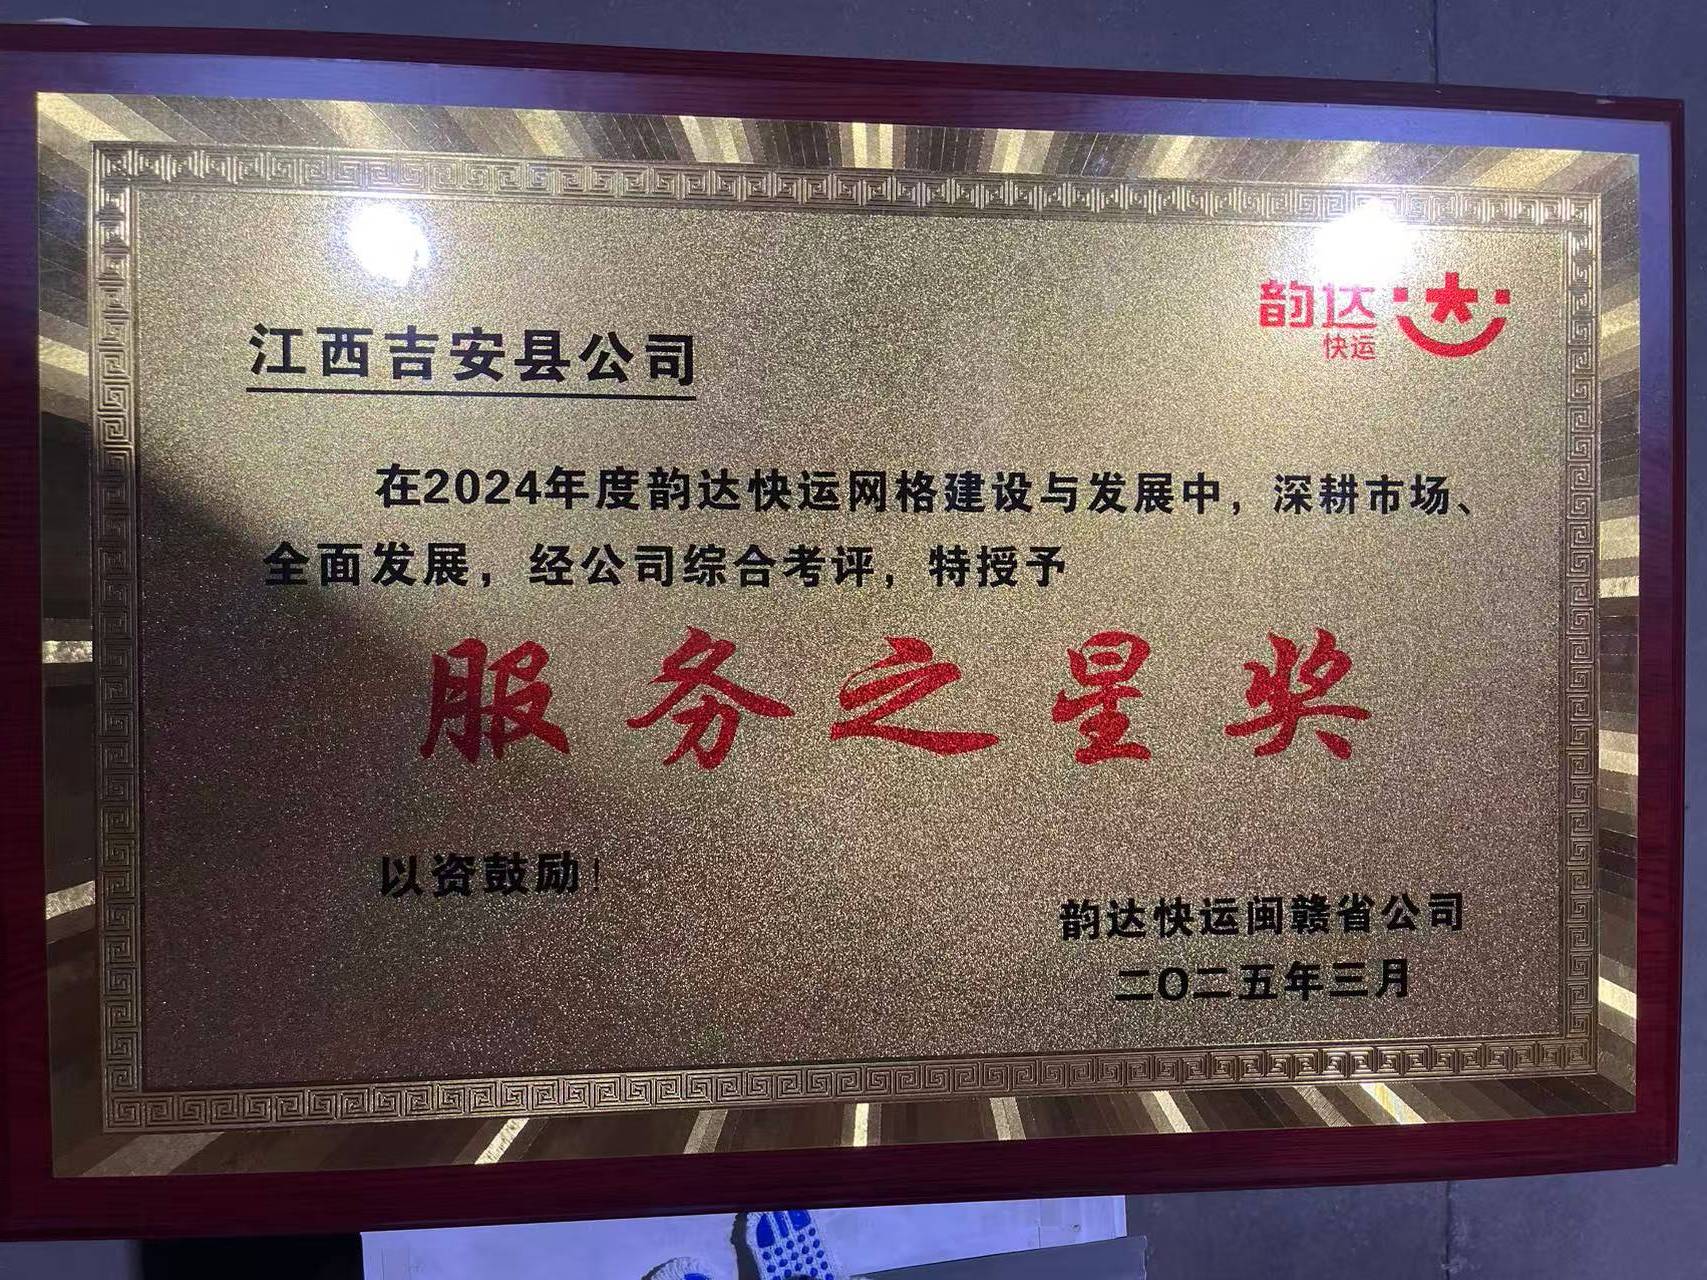 韵达
快运
江西吉安县公司
在2024年度韵达快运网格建设与发展中，深耕市场、
全面发展，经公司综合考评，特授予
服务之星奖
以资鼓励！
韵达快运闽赣省公司
二〇二五年三月